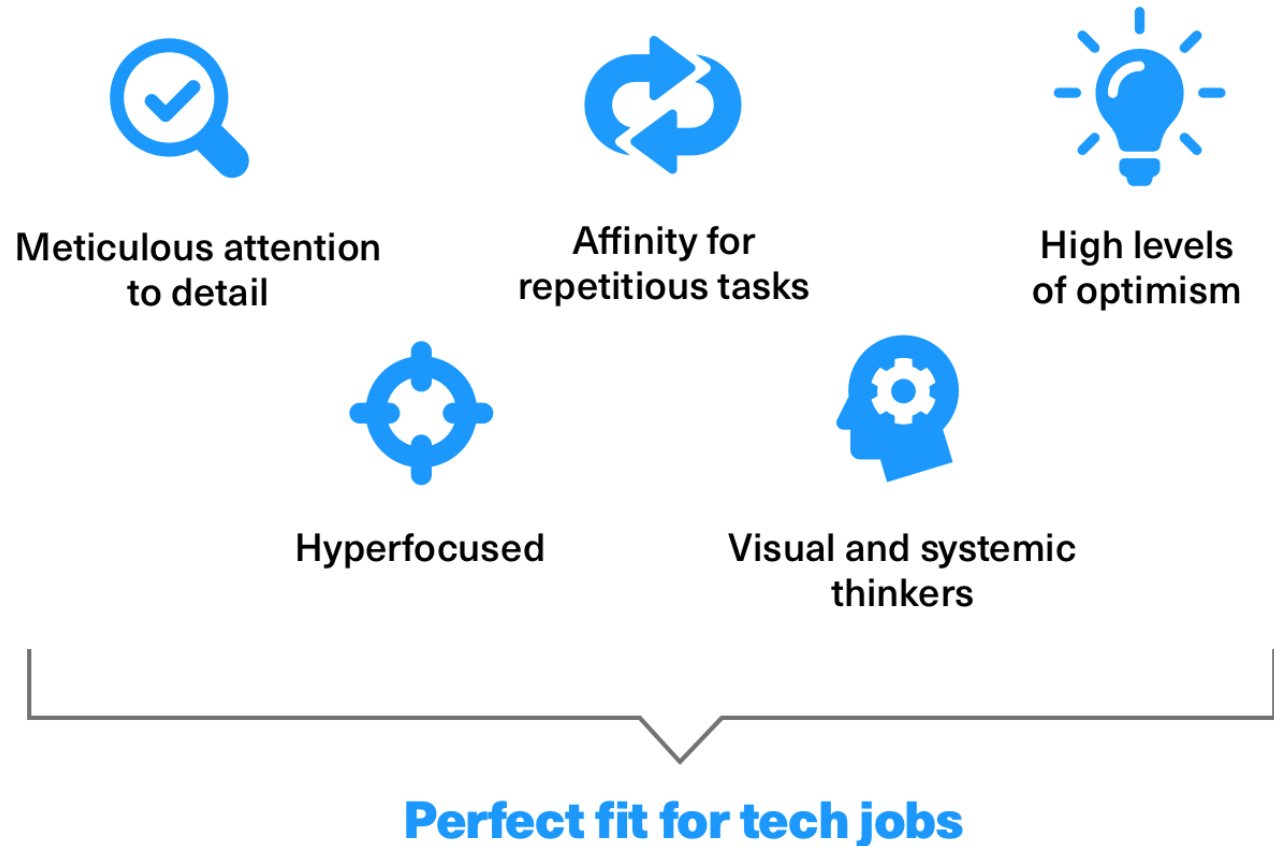 Meticulous attention
to detail
Affinity for
repetitious tasks
High levels
of optimism
Hyperfocused
Visual and systemic
thinkers
Perfect fit for tech jobs